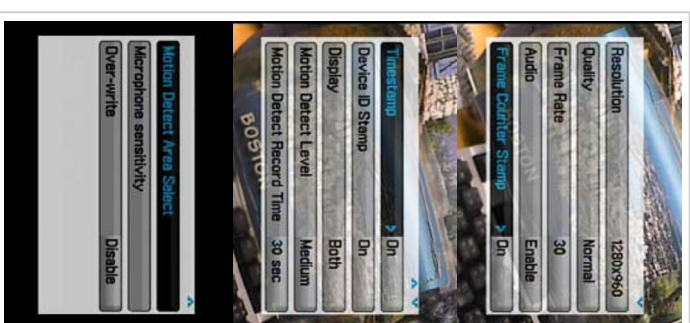 Resolution 1280x960
Quality Normal
Frame Rate 30
Audio Enable
Frame Counter Stamp On
Timestamp On
Device ID Stamp On
Display Both
Motion Detect Level Medium
Motion Detect Record Time 30 sec
BOSTON
Motion Detect Area Select
Microphone sensitivity
Over-write Disable